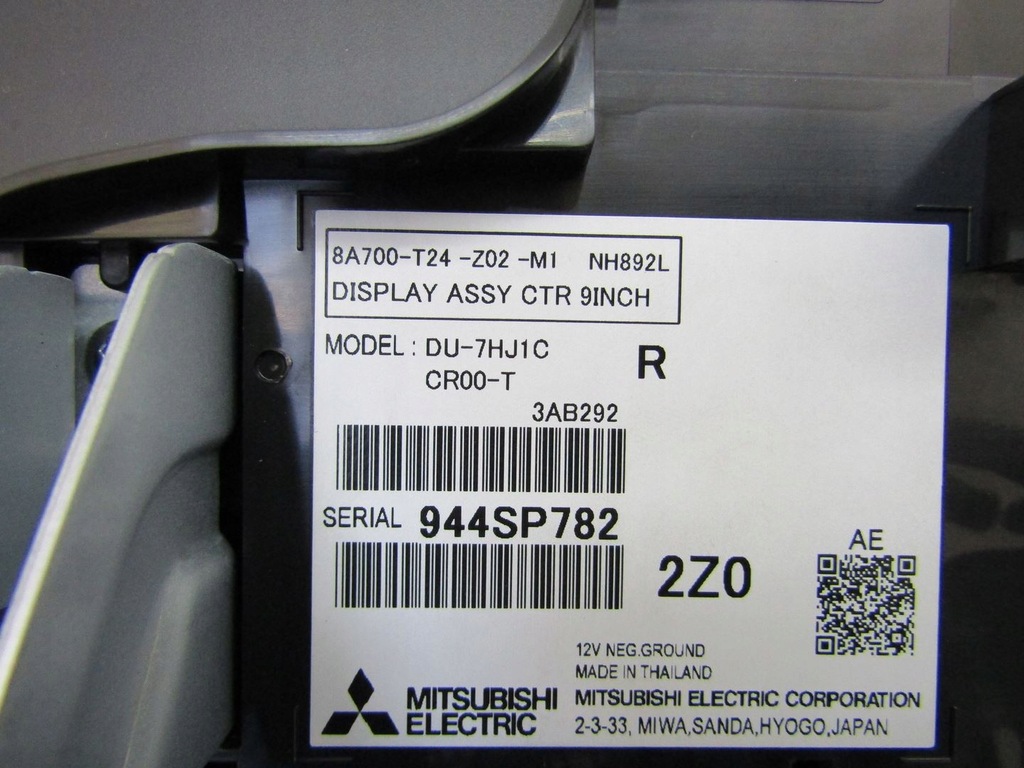 8A700-T24 -Z02 -M1 NH892L
DISPLAY ASSY CTR 9INCH
MODEL : DU-7HJ1C
CR00-T
R
3AB292
SERIAL 944SP782
2Z0
AE
12V NEG.GROUND
MADE IN THAILAND
MITSUBISHI
ELECTRIC
MITSUBISHI ELECTRIC CORPORATION
2-3-33, MIWA,SANDA,HYOGO,JAPAN